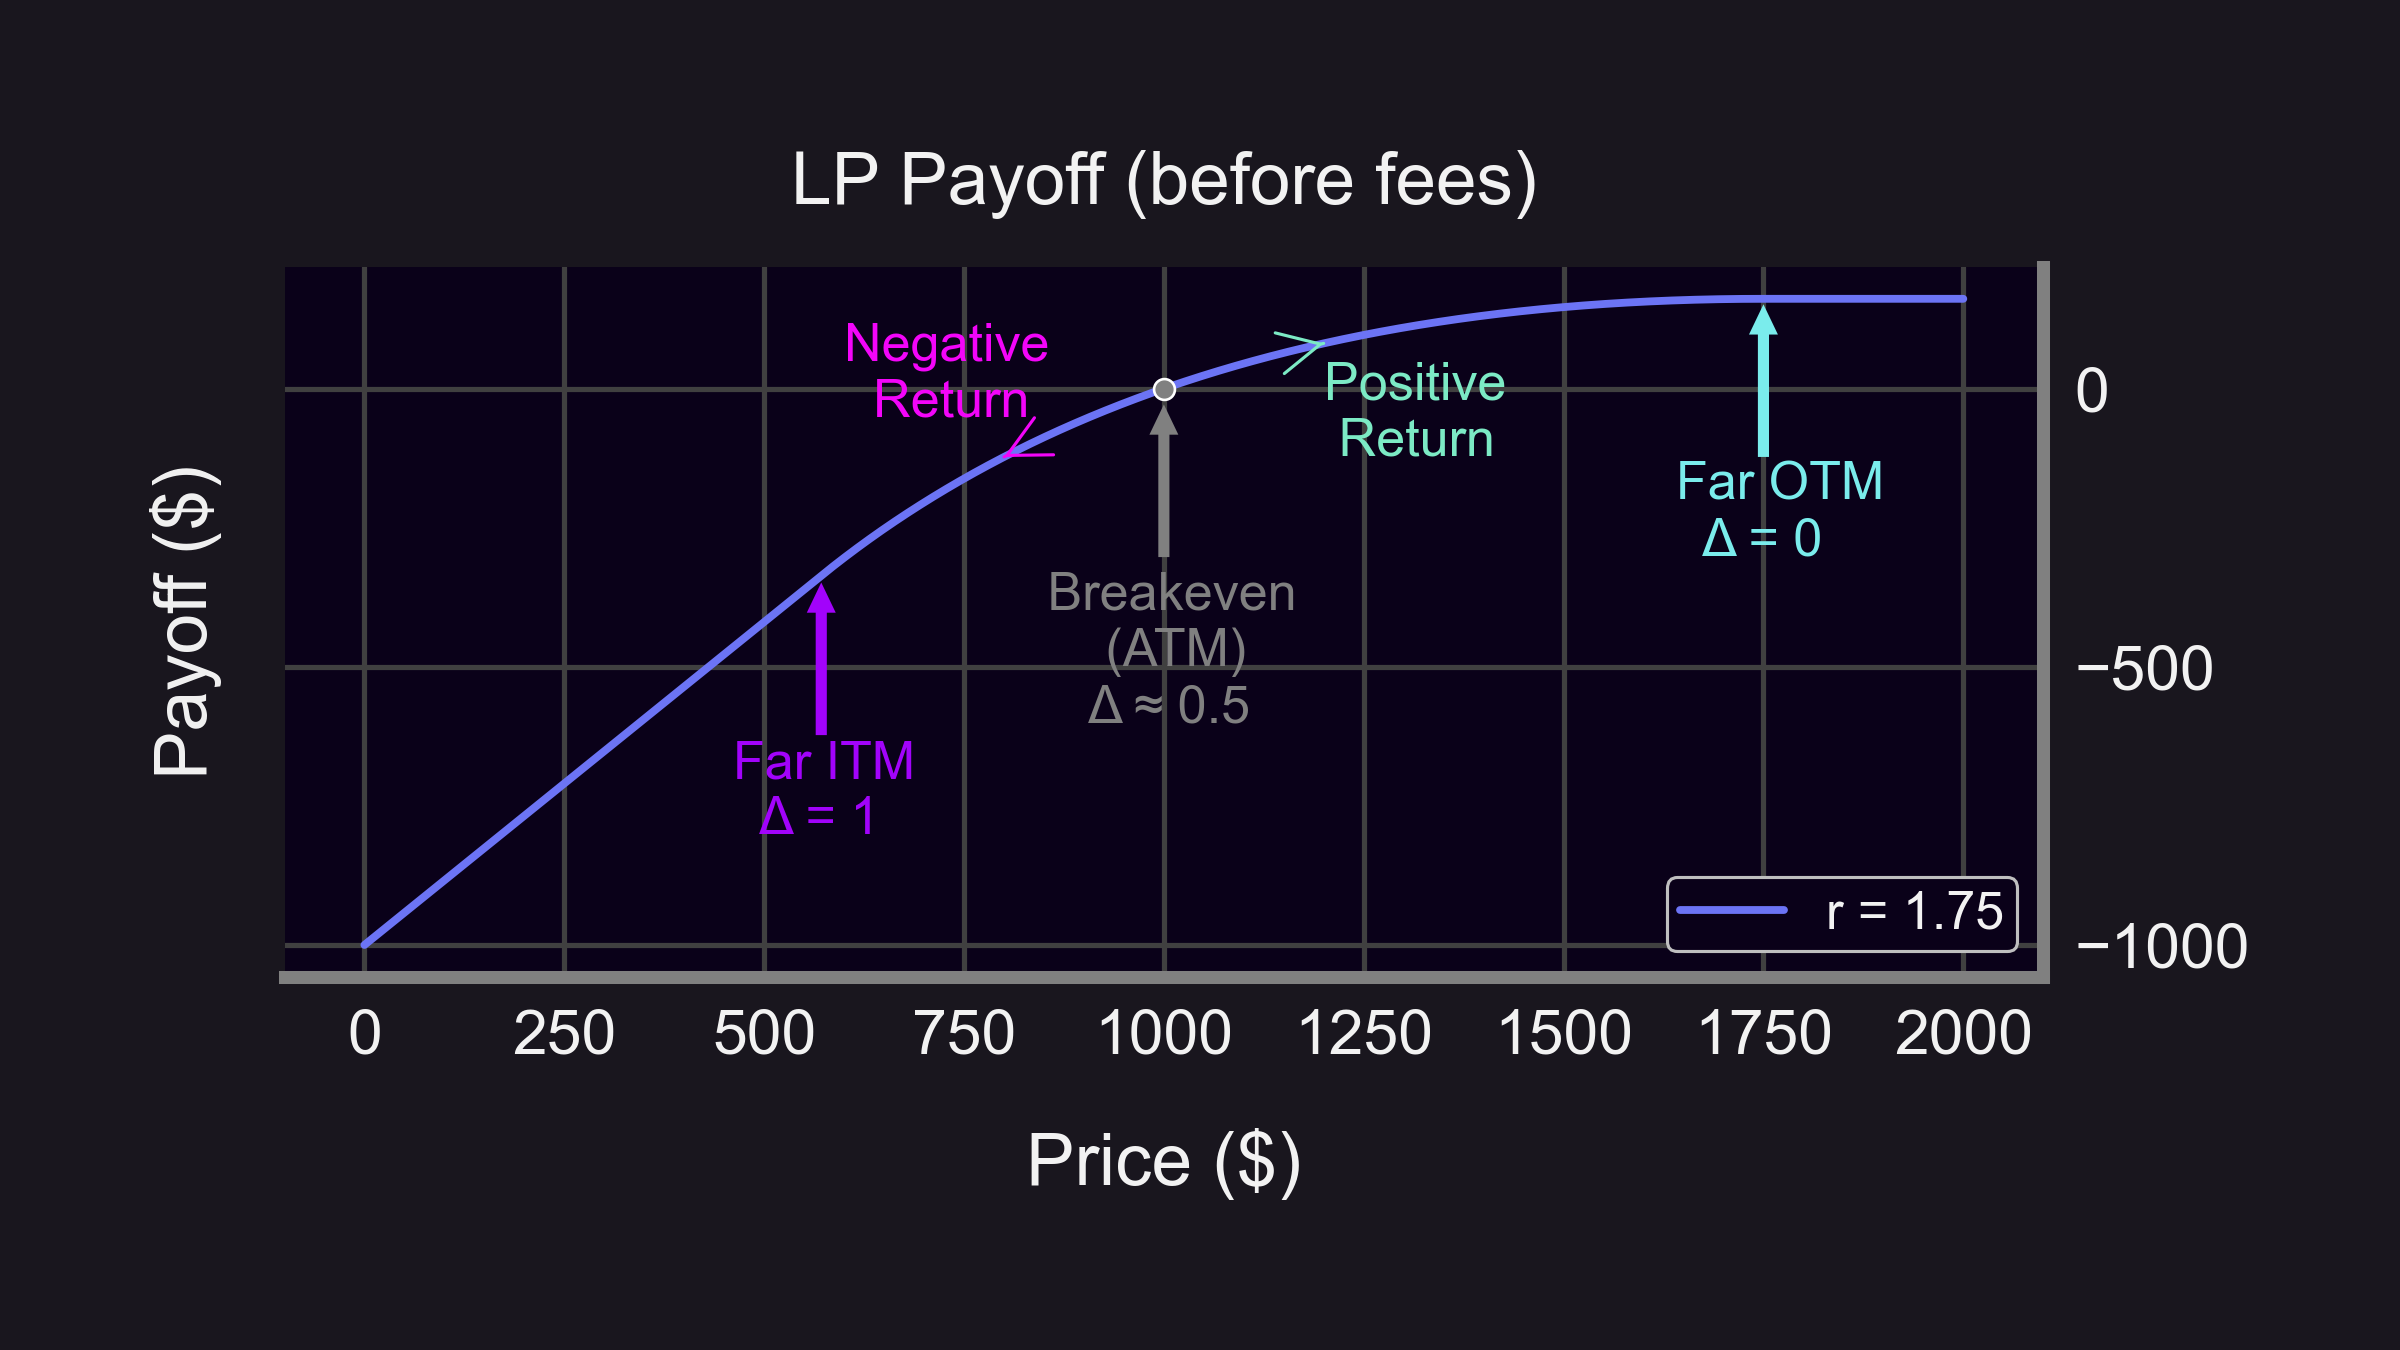 LP Payoff (before fees)
Negative
Return
Positive
Return
Far OTM
Δ = 0
Breakeven
(ATM)
Δ ≈ 0.5
Far ITM
Δ = 1
r = 1.75
Payoff ($)
0
−500
−1000
0 250 500 750 1000 1250 1500 1750 2000
Price ($)